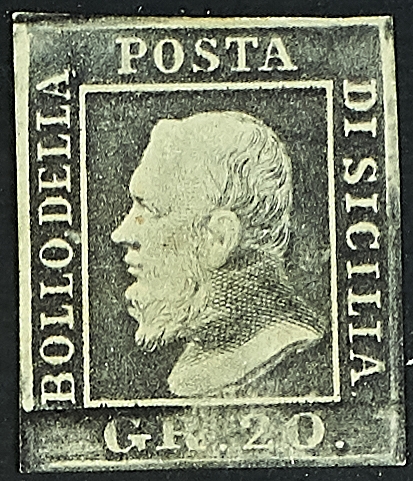 BOLLO DELLA
POSTA
DI SICILIA
GR. 20.